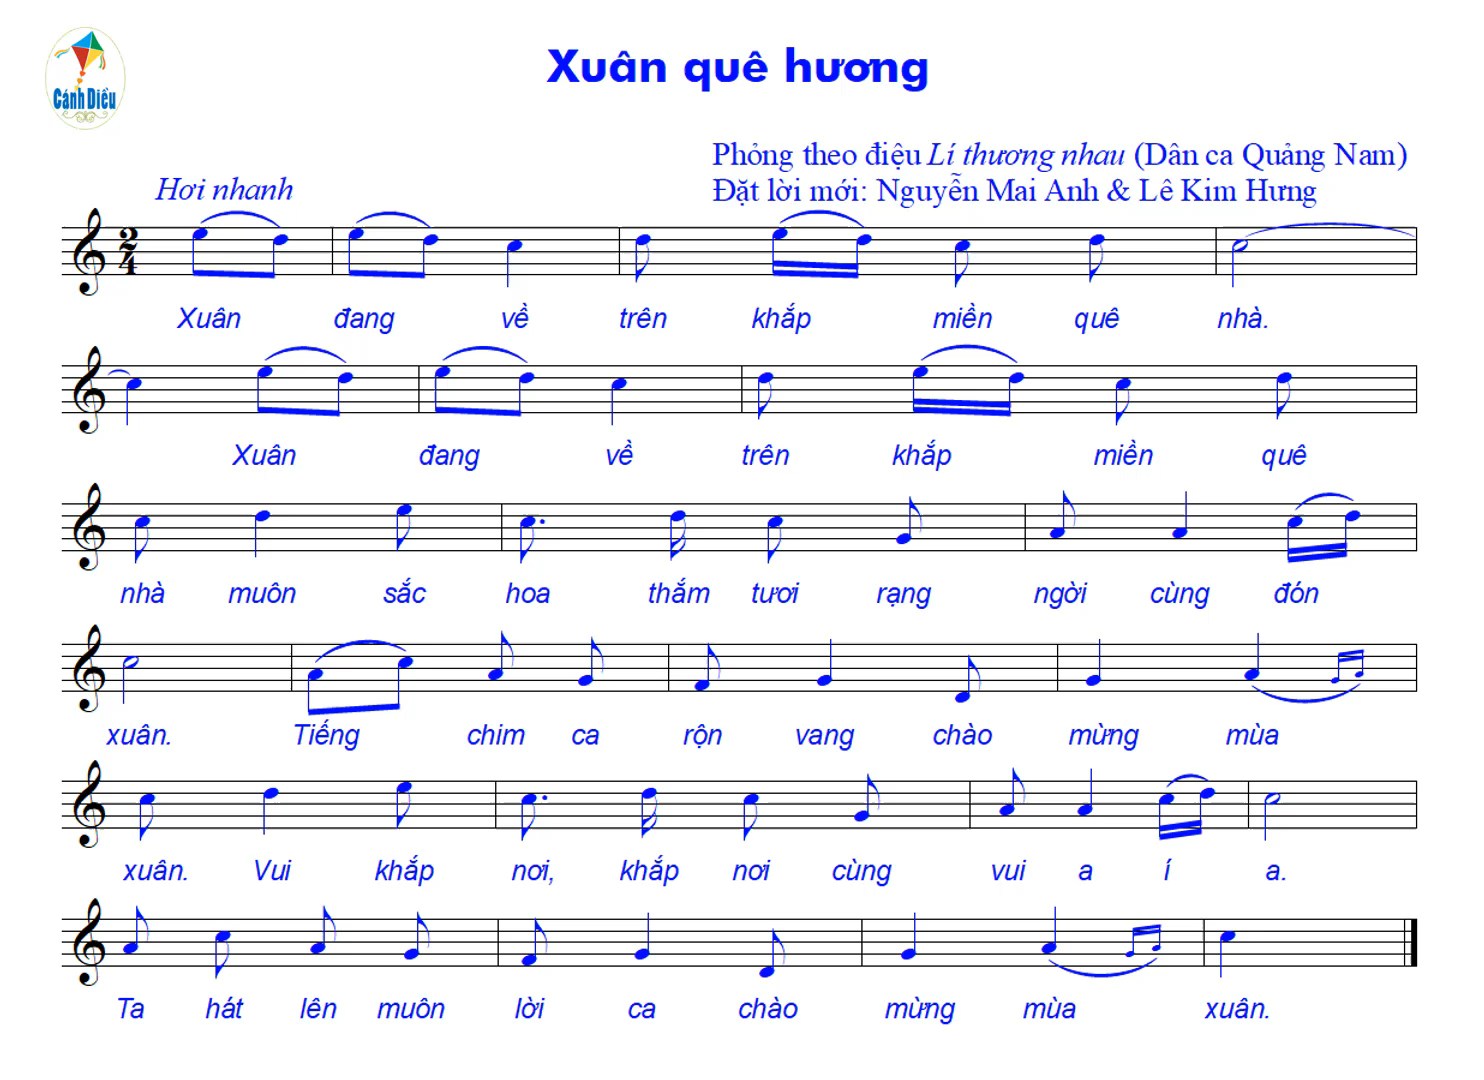 Cánh Diều
Xuân quê hương
Phỏng theo điệu Lí thương nhau (Dân ca Quảng Nam)
Hơi nhanh
Đặt lời mới: Nguyễn Mai Anh & Lê Kim Hưng
2
4
Xuân đang về trên khắp miền quê nhà.
Xuân đang về trên khắp miền quê
nhà muôn sắc hoa thắm tươi rạng ngời cùng đón
xuân. Tiếng chim ca rộn vang chào mừng mùa
xuân. Vui khắp nơi, khắp nơi cùng vui a í a.
Ta hát lên muôn lời ca chào mừng mùa xuân.